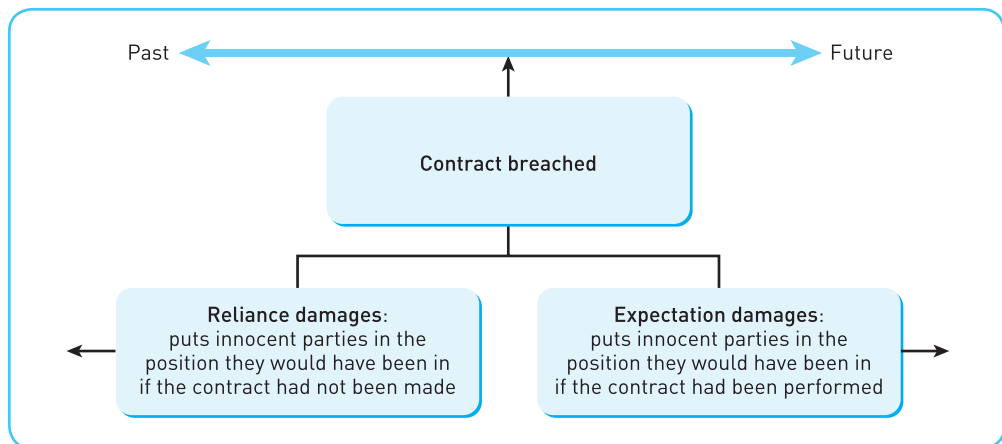 Past
Future
Contract breached
Reliance damages:
puts innocent parties in the
position they would have been in
if the contract had not been made
Expectation damages:
puts innocent parties in the
position they would have been in
if the contract had been performed